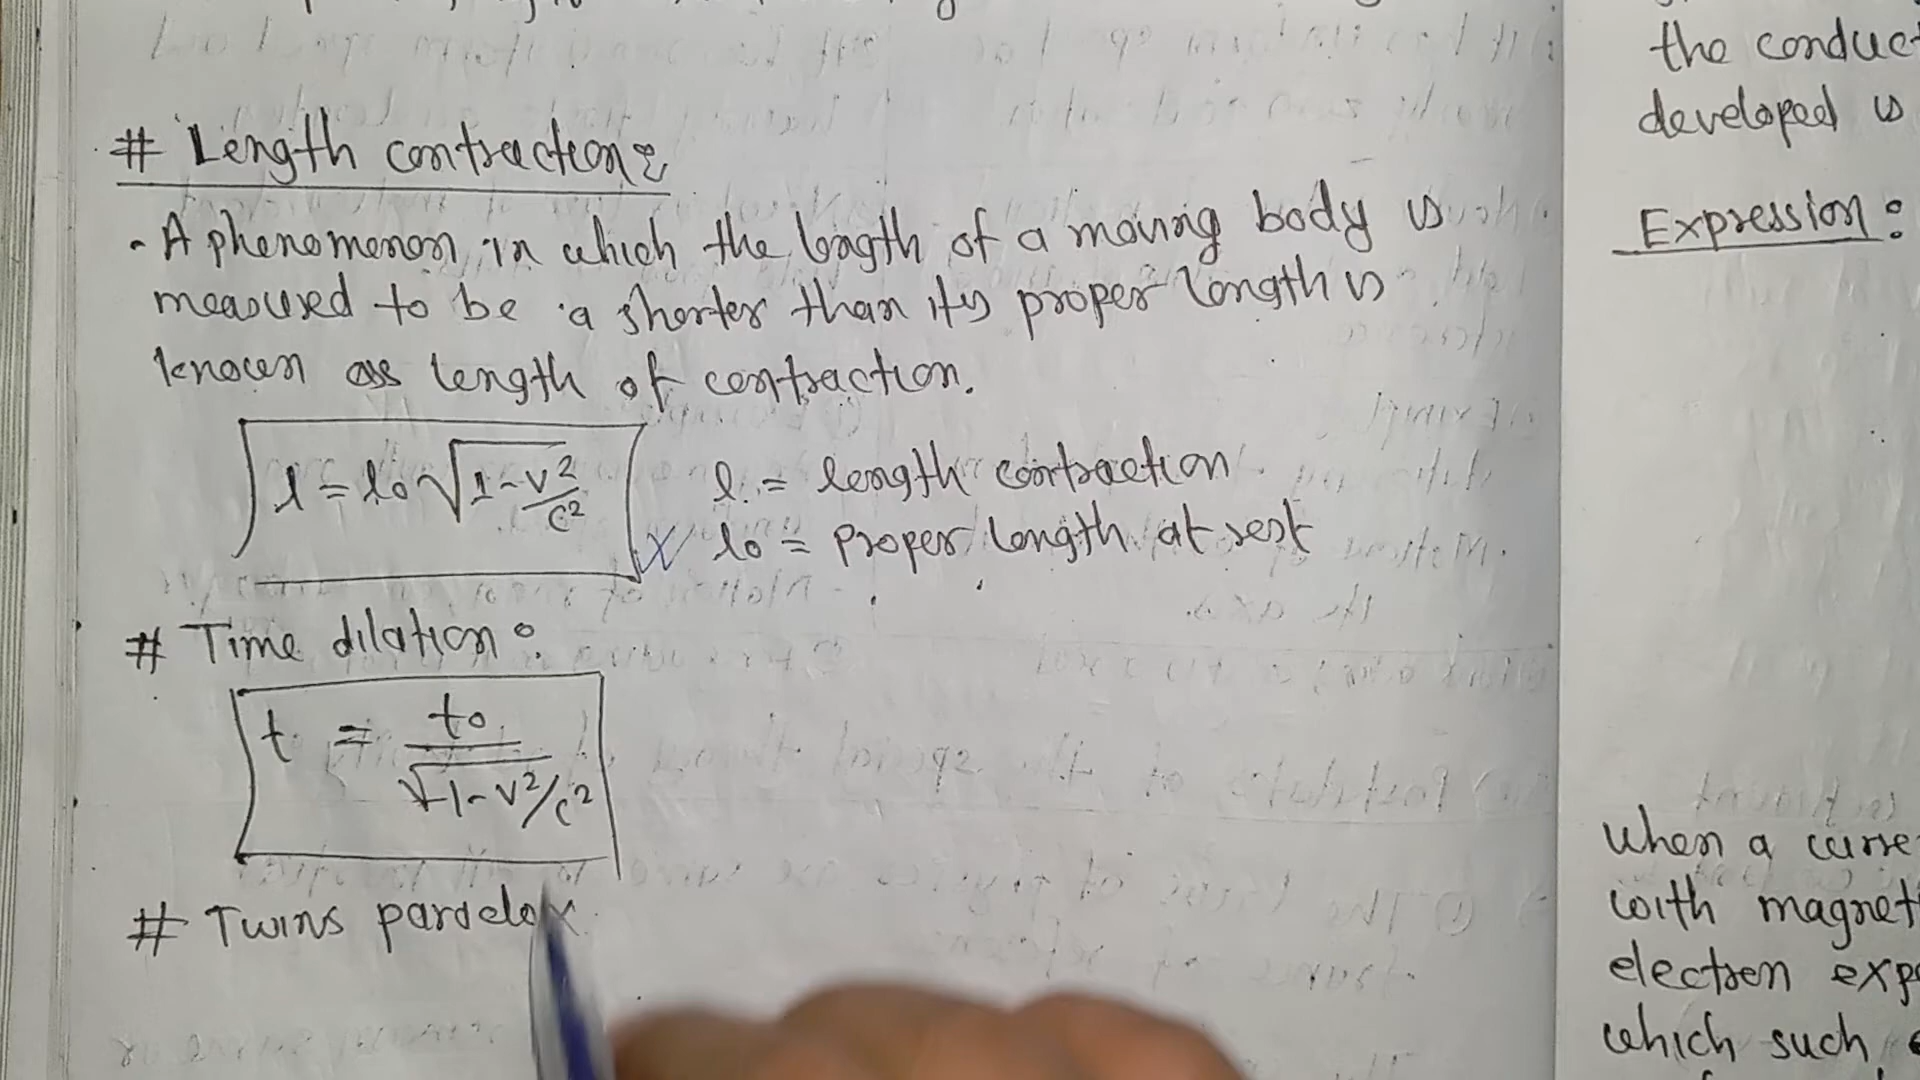 # Length contraction:
- A phenomenon in which the length of a moving body is
measured to be a shorter than its proper length is
known as length of contraction.
l = l₀ √1-v²/c²
l = length contraction
l₀ = proper length at rest
# Time dilation:
t = t₀/√1-v²/c²
# Twins paradox
the conduct
developed is
Expression:
when a curre
with magnet
electron exp
which such